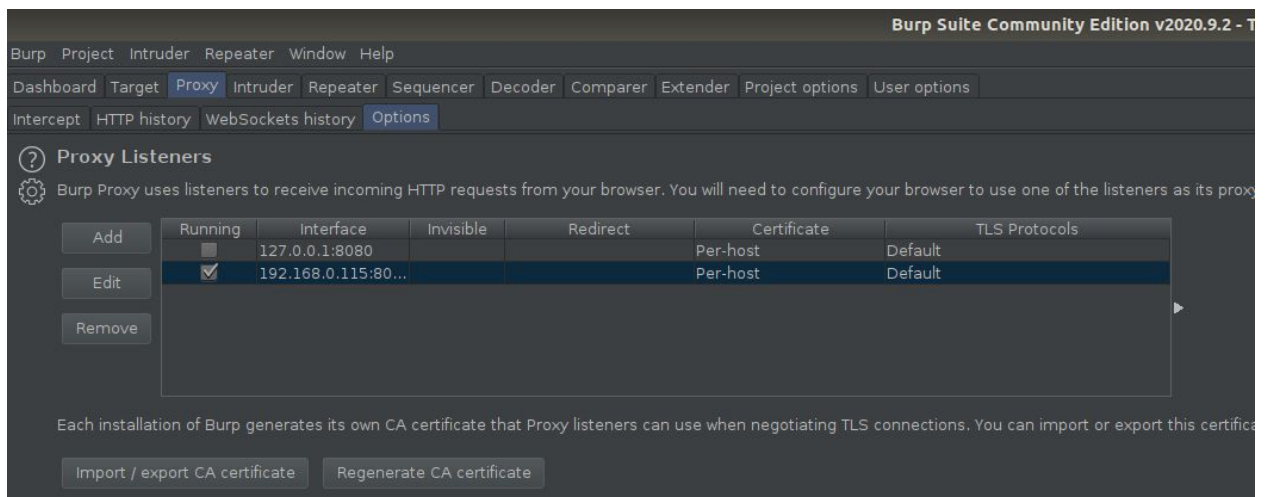 Burp Suite Community Edition v2020.9.2 - T
Burp Project Intruder Repeater Window Help
Dashboard Target Proxy Intruder Repeater Sequencer Decoder Comparer Extender Project options User options
Intercept HTTP history WebSockets history Options
? Proxy Listeners
Burp Proxy uses listeners to receive incoming HTTP requests from your browser. You will need to configure your browser to use one of the listeners as its proxy
Add
Edit
Remove
Running Interface Invisible Redirect Certificate TLS Protocols
127.0.0.1:8080 Per-host Default
192.168.0.115:80... Per-host Default
Each installation of Burp generates its own CA certificate that Proxy listeners can use when negotiating TLS connections. You can import or export this certifica
Import / export CA certificate Regenerate CA certificate